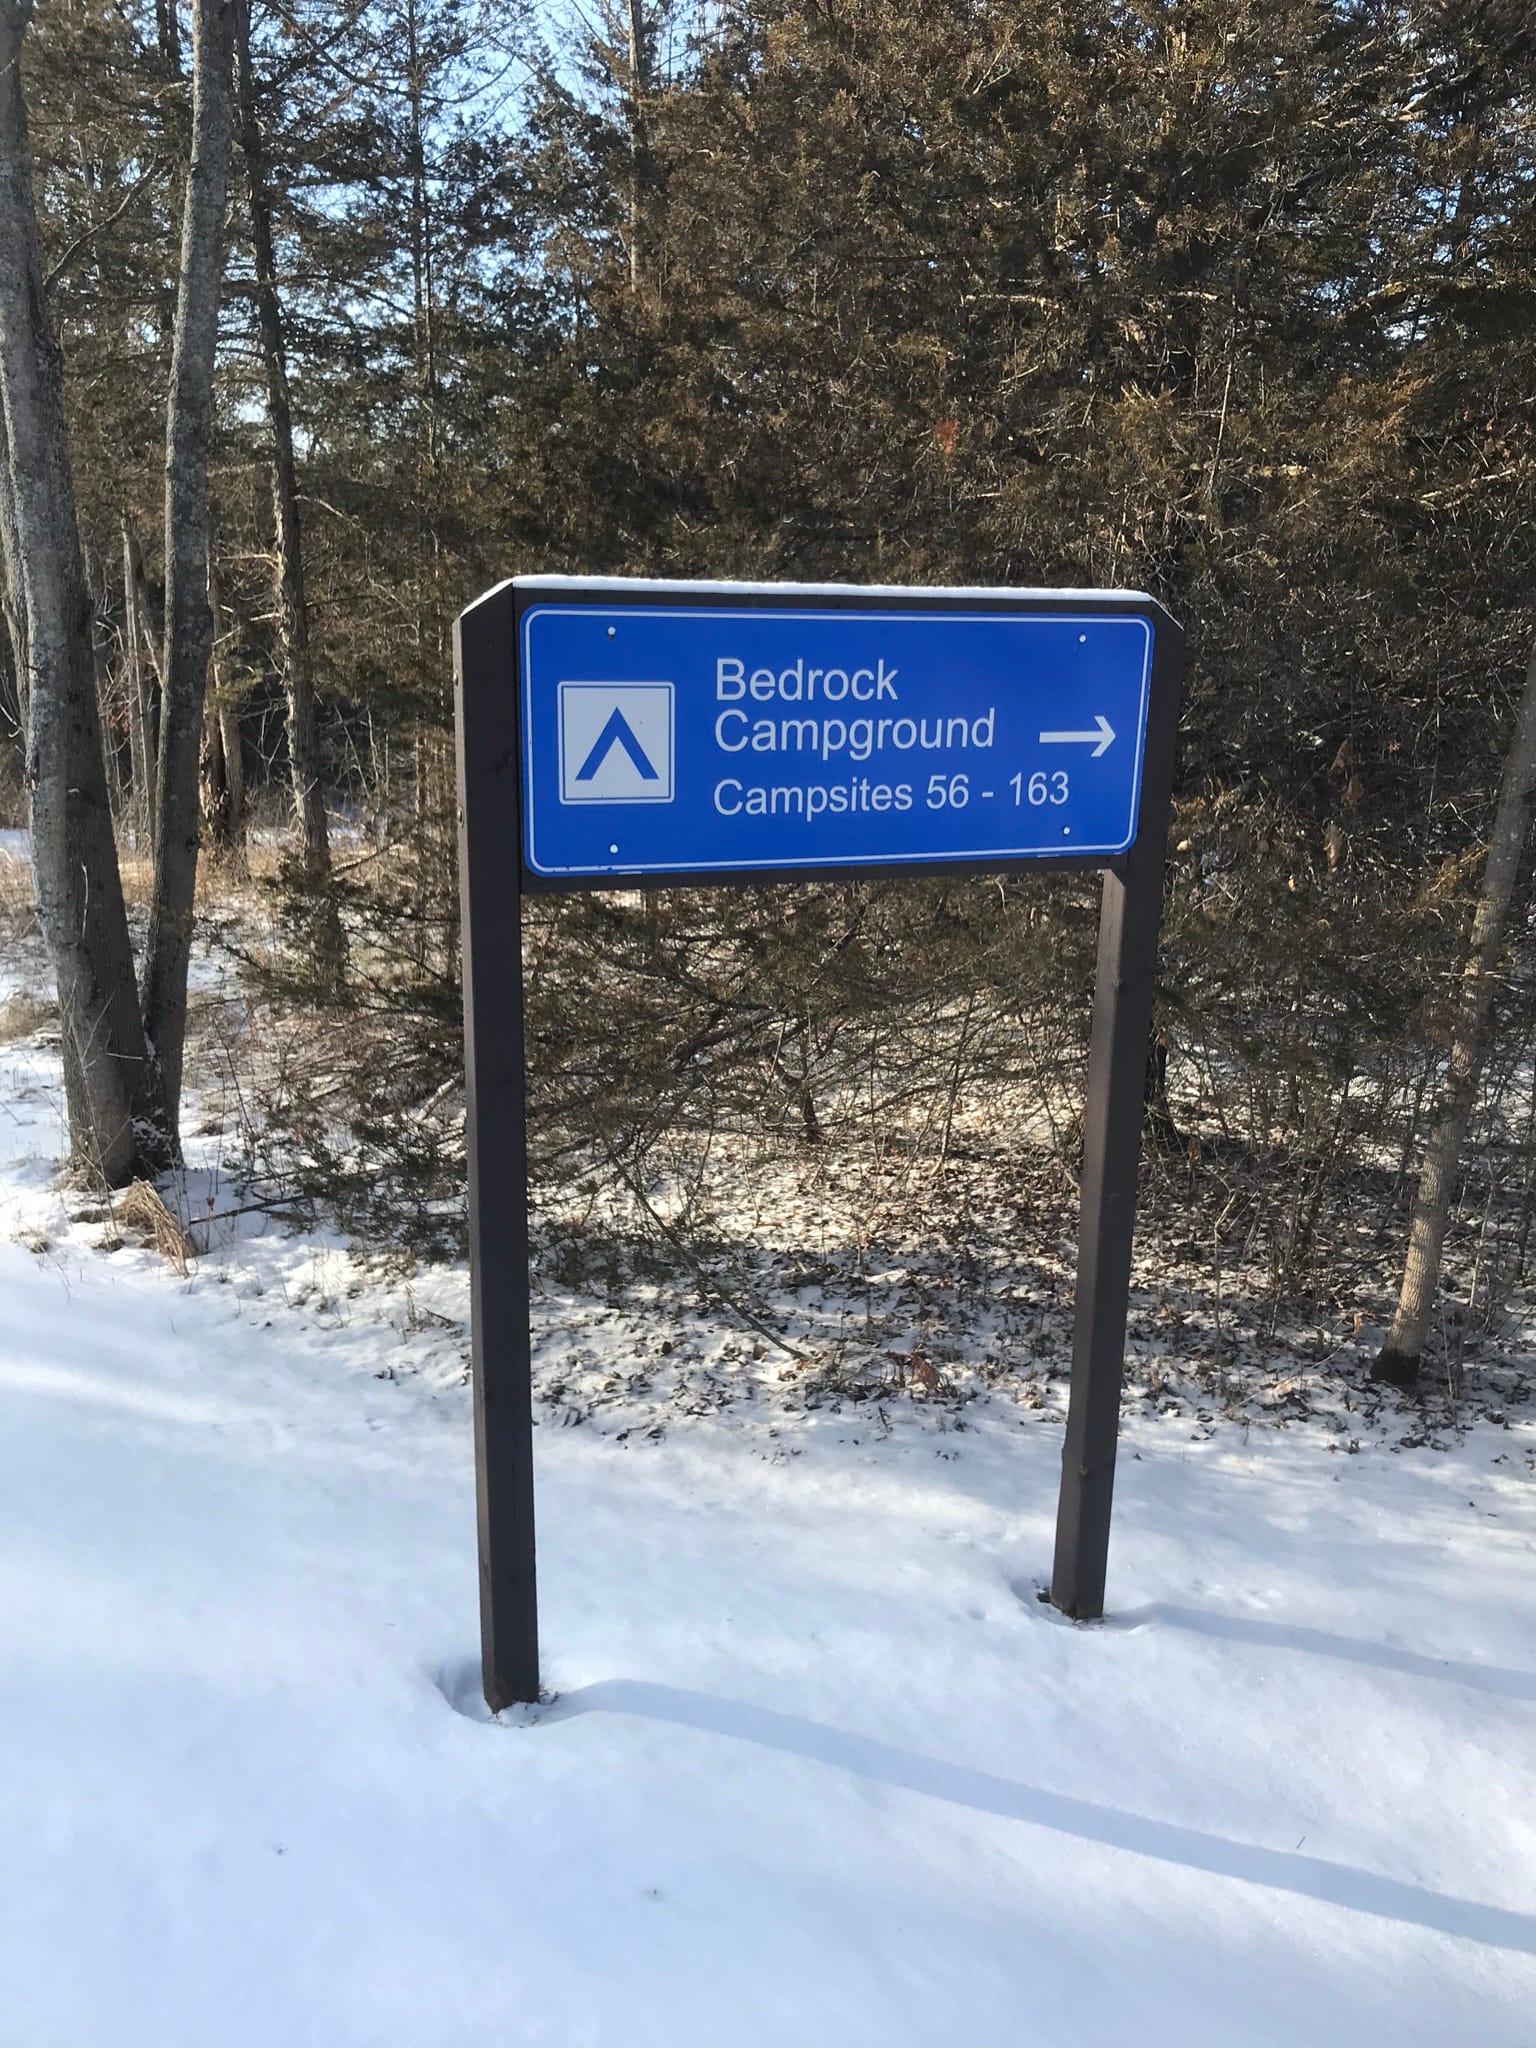 Bedrock
Campground
Campsites 56 - 163